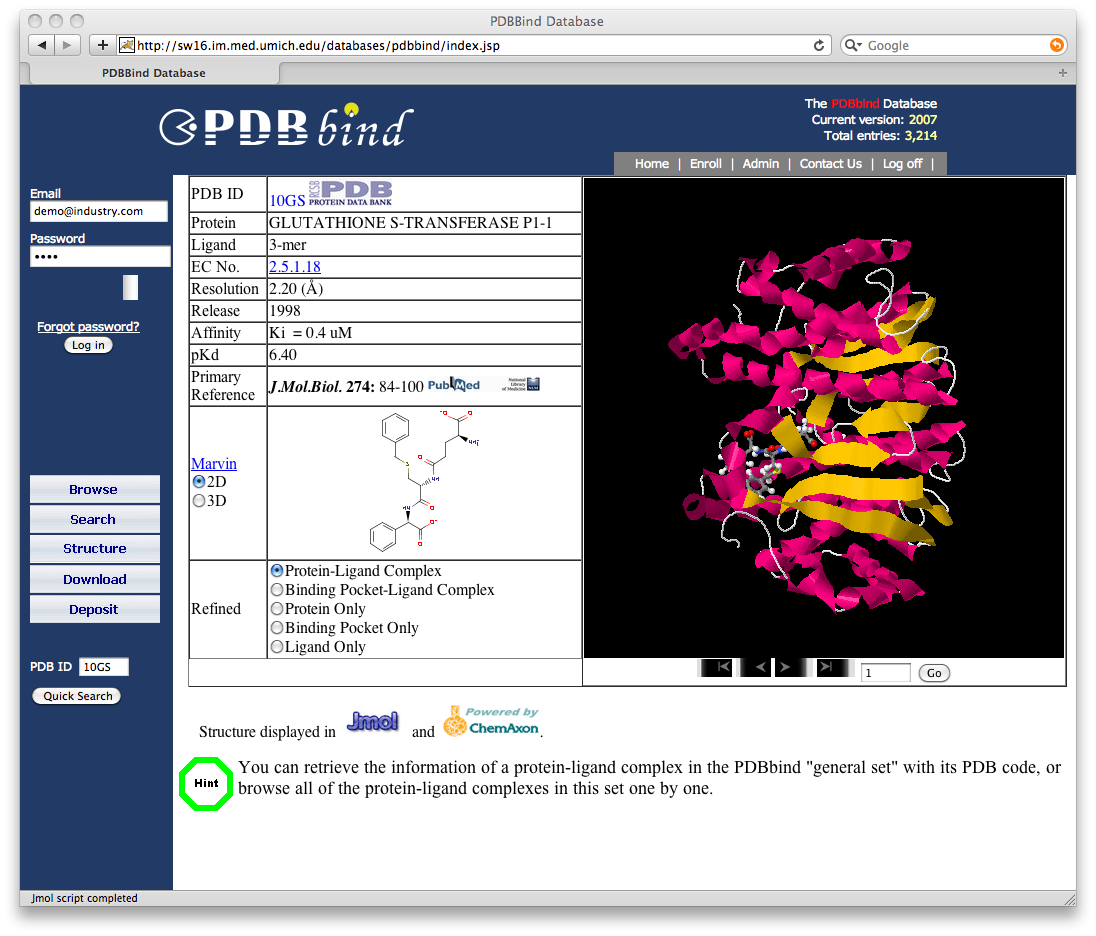 PDBBind Database
http://sw16.im.med.umich.edu/databases/pdbbind/index.jsp
Google
PDBBind Database
PDBbind
The PDBbind Database
Current version: 2007
Total entries: 3,214
Home | Enroll | Admin | Contact Us | Log off |
Email
demo@industry.com
Password
••••
Forgot password?
Log in
Browse
Search
Structure
Download
Deposit
PDB ID 10GS
Quick Search
PDB ID 10GS RCSB PDB
PROTEIN DATA BANK
Protein GLUTATHIONE S-TRANSFERASE P1-1
Ligand 3-mer
EC No. 2.5.1.18
Resolution 2.20 (Å)
Release 1998
Affinity Ki = 0.4 uM
pKd 6.40
Primary
Reference
J.Mol.Biol. 274: 84-100 PubMed National
Library
of Medicine NLM
Marvin
2D
3D
Refined
Protein-Ligand Complex
Binding Pocket-Ligand Complex
Protein Only
Binding Pocket Only
Ligand Only
1 Go
Structure displayed in Jmol and Powered by
ChemAxon.
Hint
You can retrieve the information of a protein-ligand complex in the PDBbind "general set" with its PDB code, or
browse all of the protein-ligand complexes in this set one by one.
Jmol script completed